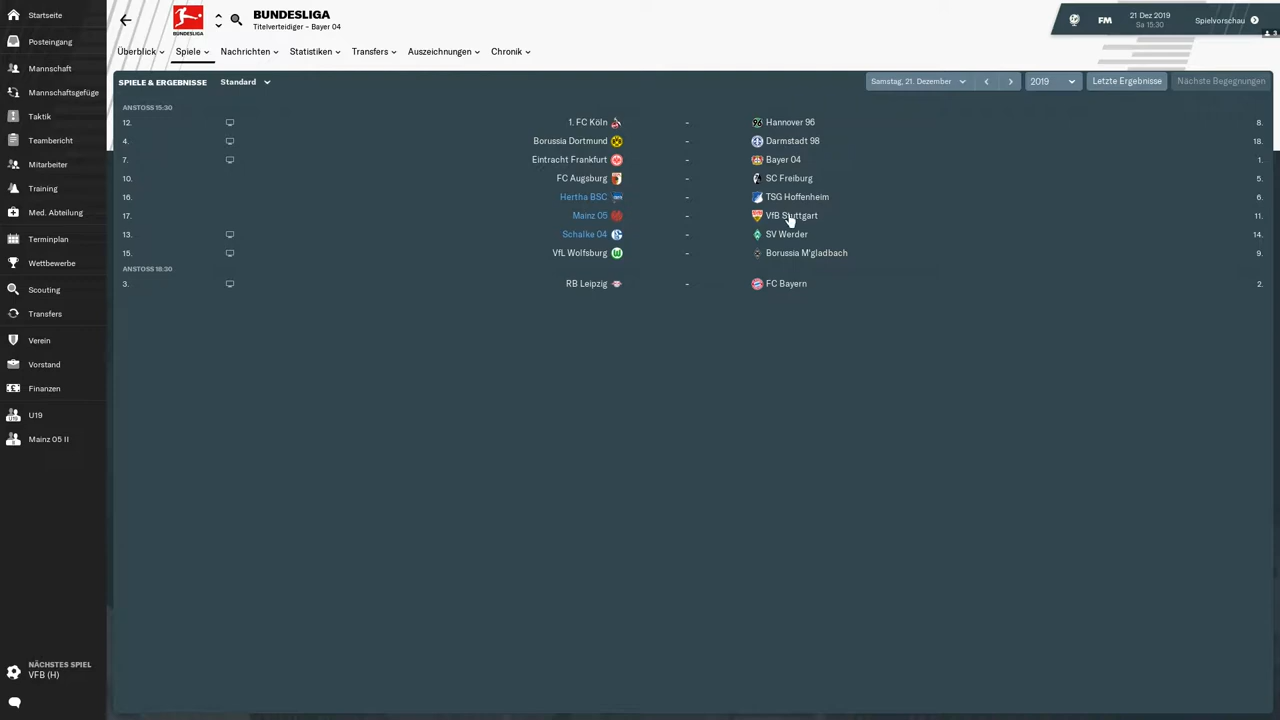 Startseite
Posteingang
Mannschaft
Mannschaftsgefüge
Taktik
Teambericht
Mitarbeiter
Training
Med. Abteilung
Terminplan
Wettbewerbe
Scouting
Transfers
Verein
Vorstand
Finanzen
U19
Mainz 05 II
NÄCHSTES SPIEL
VFB (H)
BUNDESLIGA
BUNDESLIGA
Titelverteidiger – Bayer 04
FM
21 Dez 2019
Sa 15:30
Spielvorschau
3
Überblick Spiele Nachrichten Statistiken Transfers Auszeichnungen Chronik
SPIELE & ERGEBNISSE Standard Samstag, 21. Dezember 2019 Letzte Ergebnisse Nächste Begegnungen
ANSTOSS 15:30
12. 1. FC Köln - Hannover 96 8.
4. Borussia Dortmund - Darmstadt 98 18.
7. Eintracht Frankfurt - Bayer 04 1.
10. FC Augsburg - SC Freiburg 5.
16. Hertha BSC - TSG Hoffenheim 6.
17. Mainz 05 - VfB Stuttgart 11.
13. Schalke 04 - SV Werder 14.
15. VfL Wolfsburg - Borussia M'gladbach 9.
ANSTOSS 18:30
3. RB Leipzig - FC Bayern 2.